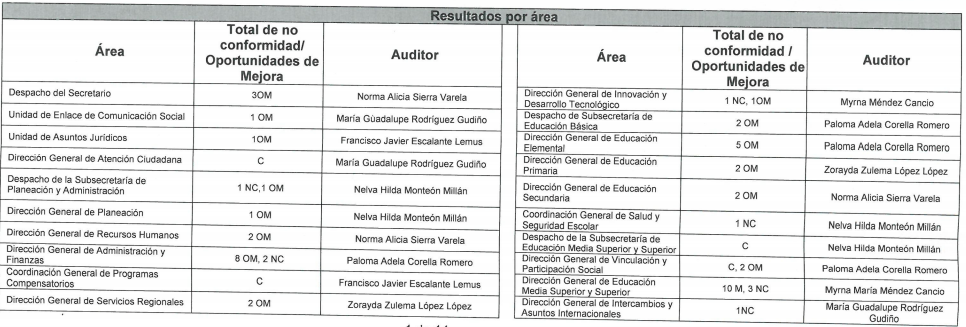 Resultados por área
Área
Total de no
conformidad/
Oportunidades de
Mejora
Auditor
Despacho del Secretario
3OM
Norma Alicia Sierra Varela
Unidad de Enlace de Comunicación Social
1 OM
María Guadalupe Rodríguez Gudiño
Unidad de Asuntos Jurídicos
1OM
Francisco Javier Escalante Lemus
Dirección General de Atención Ciudadana
C
María Guadalupe Rodríguez Gudiño
Despacho de la Subsecretaría de
Planeación y Administración
1 NC,1 OM
Nelva Hilda Monteón Millán
Dirección General de Planeación
1 OM
Nelva Hilda Monteón Millán
Dirección General de Recursos Humanos
2 OM
Norma Alicia Sierra Varela
Dirección General de Administración y
Finanzas
8 OM, 2 NC
Paloma Adela Corella Romero
Coordinación General de Programas
Compensatorios
C
Francisco Javier Escalante Lemus
Dirección General de Servicios Regionales
2 OM
Zorayda Zulema López López
Área
Total de no
conformidad /
Oportunidades de
Mejora
Auditor
Dirección General de Innovación y
Desarrollo Tecnológico
1 NC, 1OM
Myrna Méndez Cancio
Despacho de Subsecretaría de
Educación Básica
2 OM
Paloma Adela Corella Romero
Dirección General de Educación
Elemental
5 OM
Paloma Adela Corella Romero
Dirección General de Educación
Primaria
2 OM
Zorayda Zulema López López
Dirección General de Educación
Secundaria
2 OM
Norma Alicia Sierra Varela
Coordinación General de Salud y
Seguridad Escolar
1 NC
Nelva Hilda Monteón Millán
Despacho de la Subsecretaría de
Educación Media Superior y Superior
C
Nelva Hilda Monteón Millán
Dirección General de Vinculación y
Participación Social
C, 2 OM
Paloma Adela Corella Romero
Dirección General de Educación
Media Superior y Superior
10 M, 3 NC
Myrna María Méndez Cancio
Dirección General de Intercambios y
Asuntos Internacionales
1NC
María Guadalupe Rodríguez
Gudiño